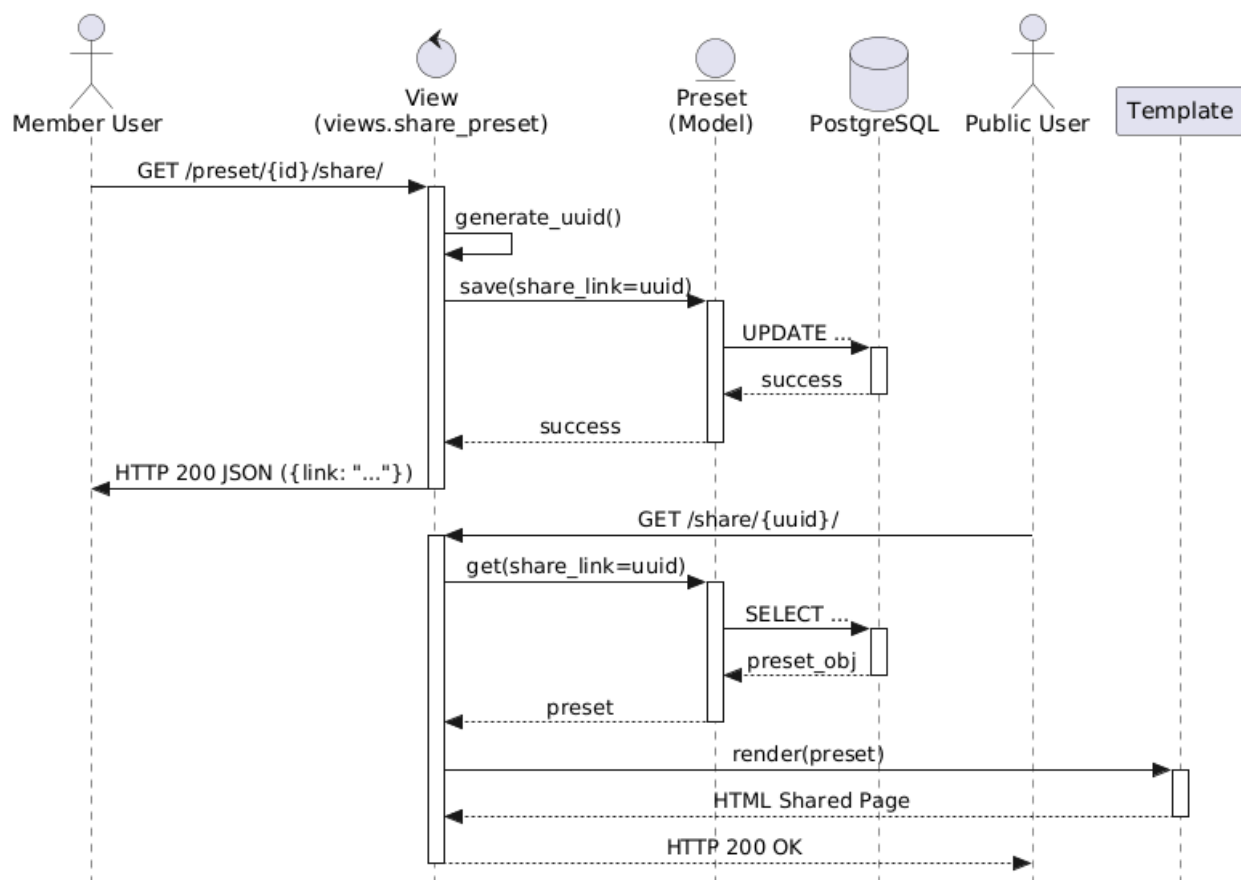 Member User
View
(views.share_preset)
Preset
(Model)
PostgreSQL
Public User
Template
GET /preset/{id}/share/
generate_uuid()
save(share_link=uuid)
UPDATE ...
success
success
HTTP 200 JSON ({link: "..."})
GET /share/{uuid}/
get(share_link=uuid)
SELECT ...
preset_obj
preset
render(preset)
HTML Shared Page
HTTP 200 OK